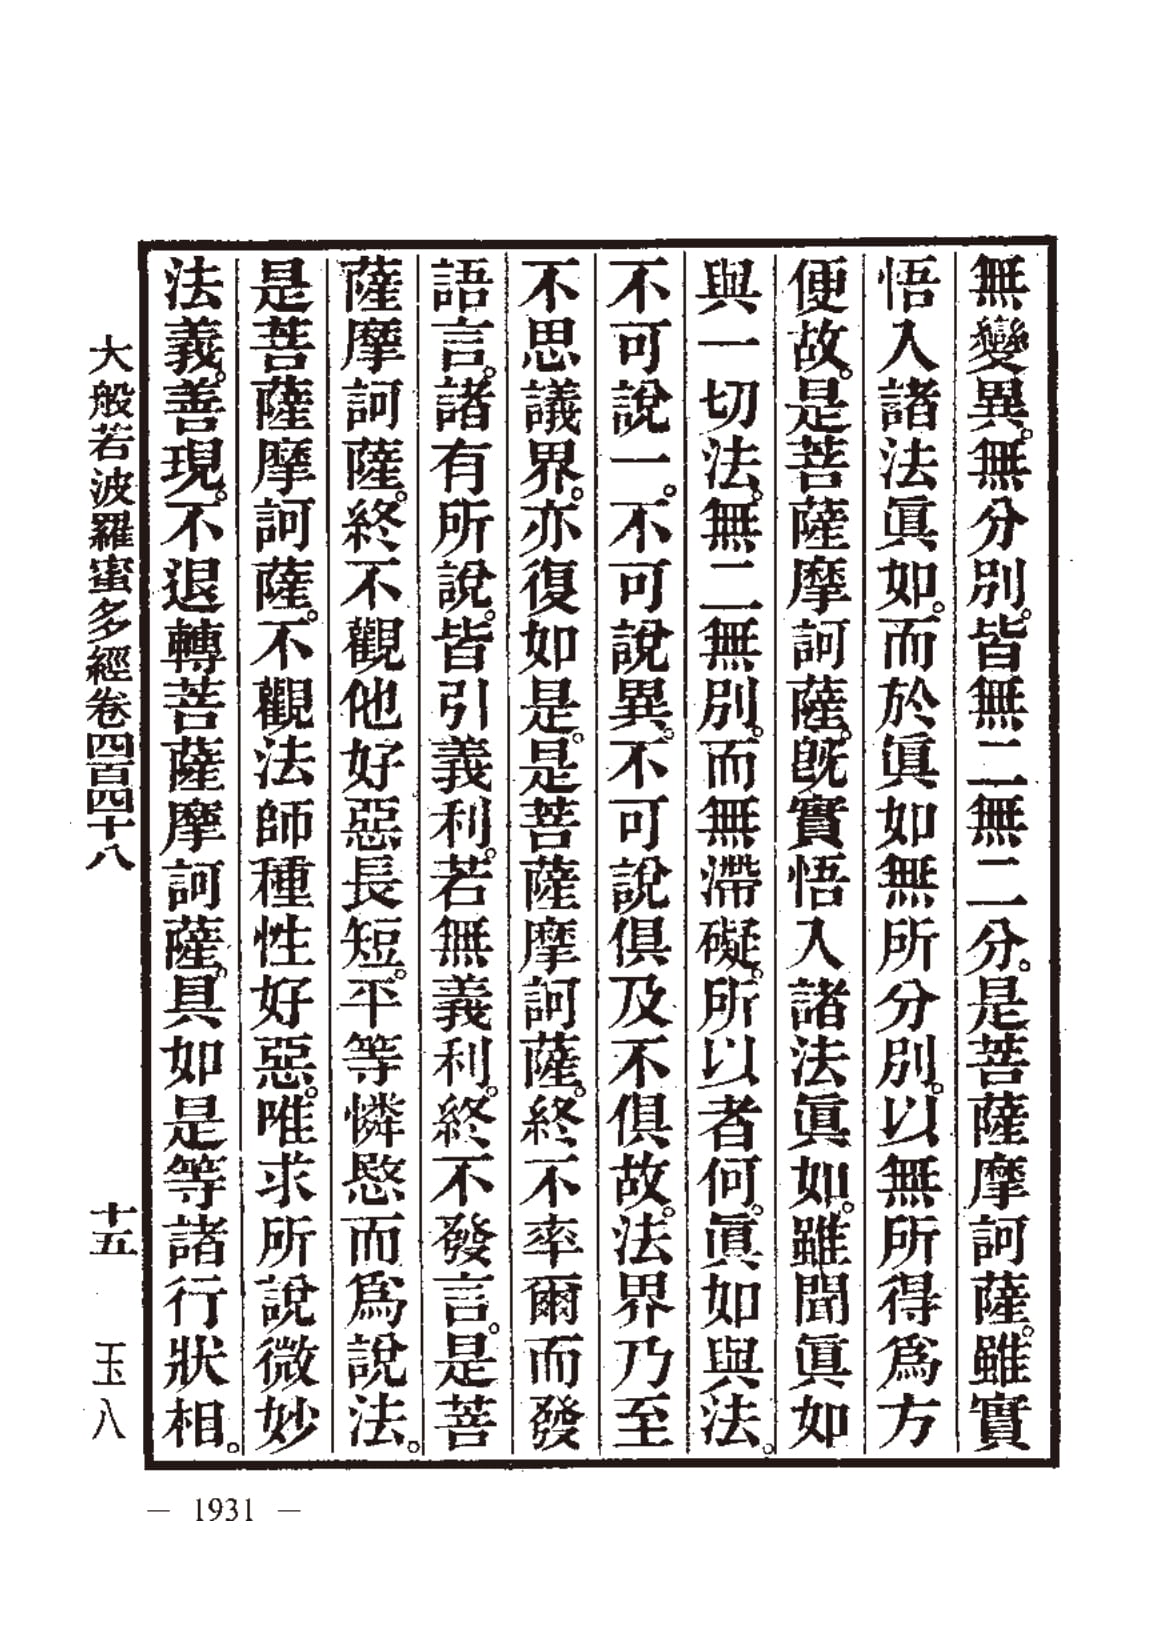 無變異。無分別。皆無二無二分。是菩薩摩訶薩。雖實
悟入諸法眞如。而於眞如無所分別。以無所得爲方
便故。是菩薩摩訶薩。旣實悟入諸法眞如。雖聞眞如
與一切法。無二無別。而無滯礙。所以者何。眞如與法。
不可說一。不可說異。不可說俱及不俱故。法界乃至
不思議界。亦復如是。是菩薩摩訶薩。終不率爾而發
語言。諸有所說。皆引義利。若無義利。終不發言。是菩
薩摩訶薩。終不觀他好惡長短。平等憐愍而爲說法。
是菩薩摩訶薩。不觀法師種性好惡。唯求所說微妙
法義。善現。不退轉菩薩摩訶薩。具如是等諸行狀相。
大般若波羅蜜多經卷四百四十八 十五 玉八
— 1931 —